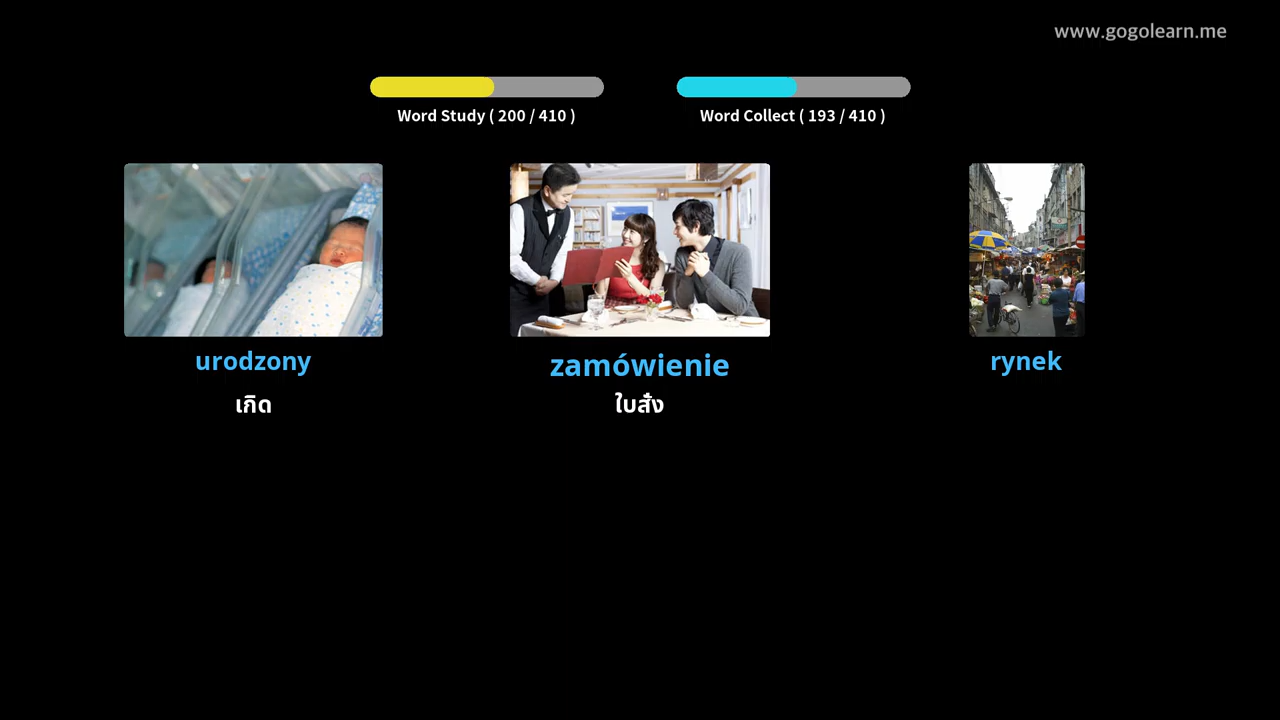 www.gogolearn.me
Word Study ( 200 / 410 )
Word Collect ( 193 / 410 )
urodzony
zamówienie
rynek
เกิด
ใบสั่ง